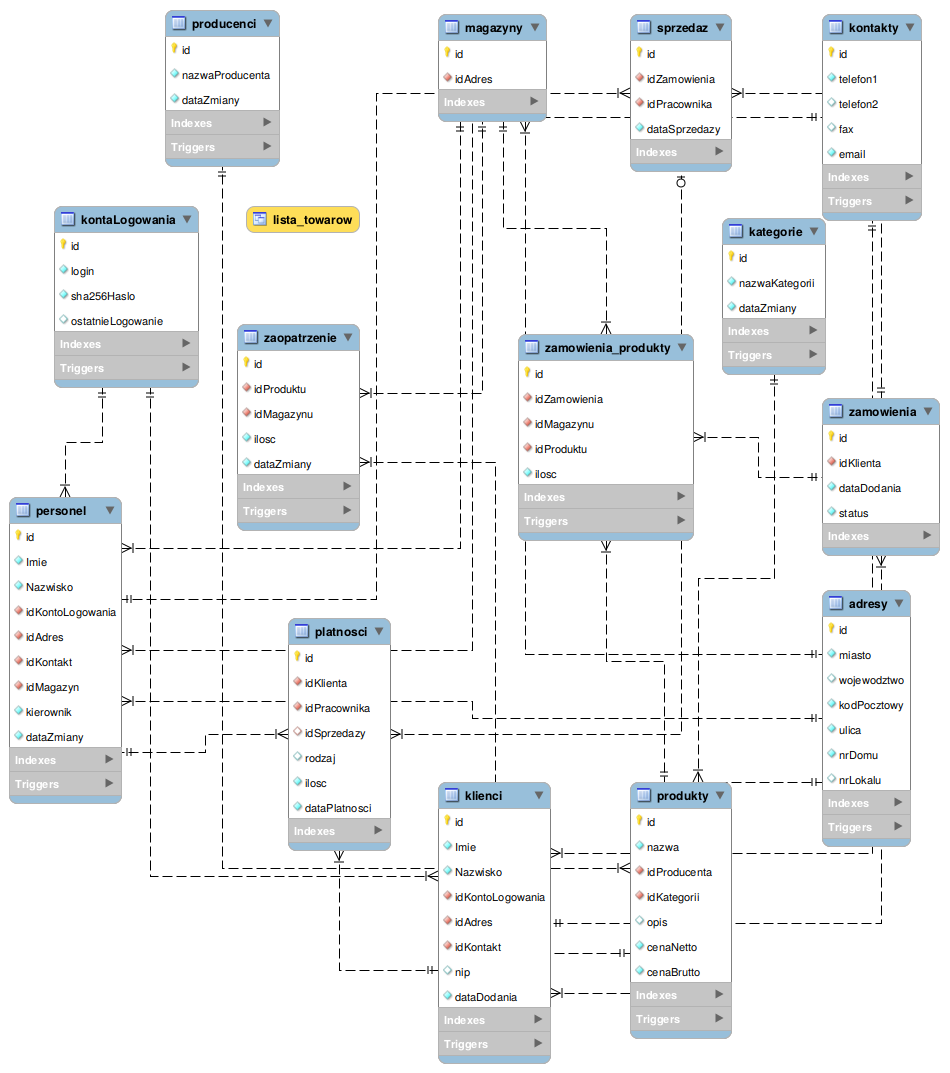 producenci
id
nazwaProducenta
dataZmiany
Indexes
Triggers
magazyny
id
idAdres
Indexes
sprzedaz
id
idZamowienia
idPracownika
dataSprzedazy
Indexes
kontakty
id
telefon1
telefon2
fax
email
Indexes
Triggers
kontaLogowania
id
login
sha256Haslo
ostatnieLogowanie
Indexes
Triggers
lista_towarow
kategorie
id
nazwaKategorii
dataZmiany
Indexes
Triggers
zaopatrzenie
id
idProduktu
idMagazynu
ilosc
dataZmiany
Indexes
Triggers
zamowienia_produkty
id
idZamowienia
idMagazynu
idProduktu
ilosc
Indexes
Triggers
zamowienia
id
idKlienta
dataDodania
status
Indexes
personel
id
Imie
Nazwisko
idKontoLogowania
idAdres
idKontakt
idMagazyn
kierownik
dataZmiany
Indexes
Triggers
platnosci
id
idKlienta
idPracownika
idSprzedazy
rodzaj
ilosc
dataPlatnosci
Indexes
adresy
id
miasto
wojewodztwo
kodPocztowy
ulica
nrDomu
nrLokalu
Indexes
Triggers
klienci
id
Imie
Nazwisko
idKontoLogowania
idAdres
idKontakt
nip
dataDodania
Indexes
Triggers
produkty
id
nazwa
idProducenta
idKategorii
opis
cenaNetto
cenaBrutto
Indexes
Triggers